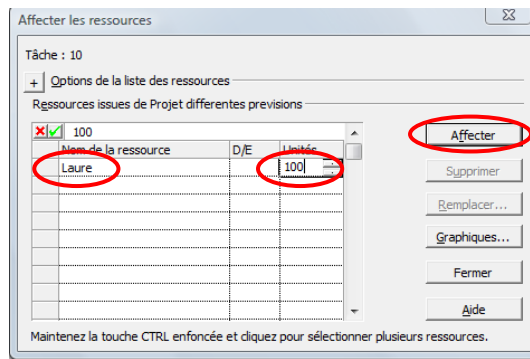 Affecter les ressources
Tâche : 10
+ Options de la liste des ressources
Ressources issues de Projet differentes previsions
100
Nom de la ressource D/E Unités
Laure 100
Affecter
Supprimer
Remplacer...
Graphiques...
Fermer
Aide
Maintenez la touche CTRL enfoncée et cliquez pour sélectionner plusieurs ressources.